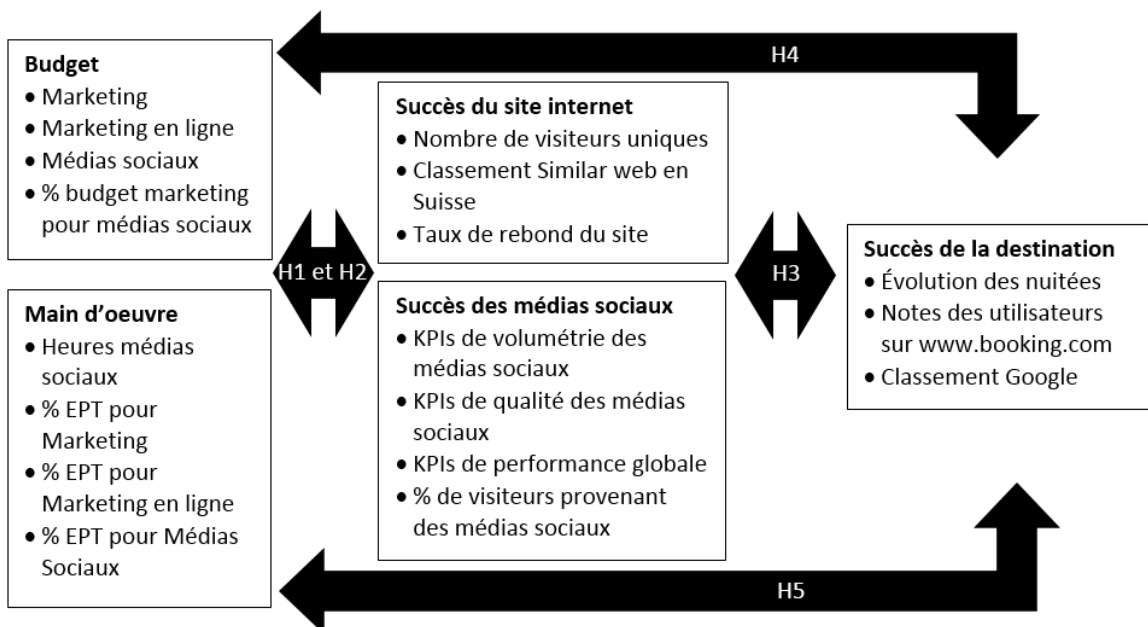 H4
Budget
• Marketing
• Marketing en ligne
• Médias sociaux
• % budget marketing
pour médias sociaux
Main d'oeuvre
• Heures médias
sociaux
• % EPT pour
Marketing
• % EPT pour
Marketing en ligne
• % EPT pour Médias
Sociaux
H1 et H2
Succès du site internet
• Nombre de visiteurs uniques
• Classement Similar web en
Suisse
• Taux de rebond du site
Succès des médias sociaux
• KPIs de volumétrie des
médias sociaux
• KPIs de qualité des médias
sociaux
• KPIs de performance globale
• % de visiteurs provenant
des médias sociaux
H3
Succès de la destination
• Évolution des nuitées
• Notes des utilisateurs
sur www.booking.com
• Classement Google
H5